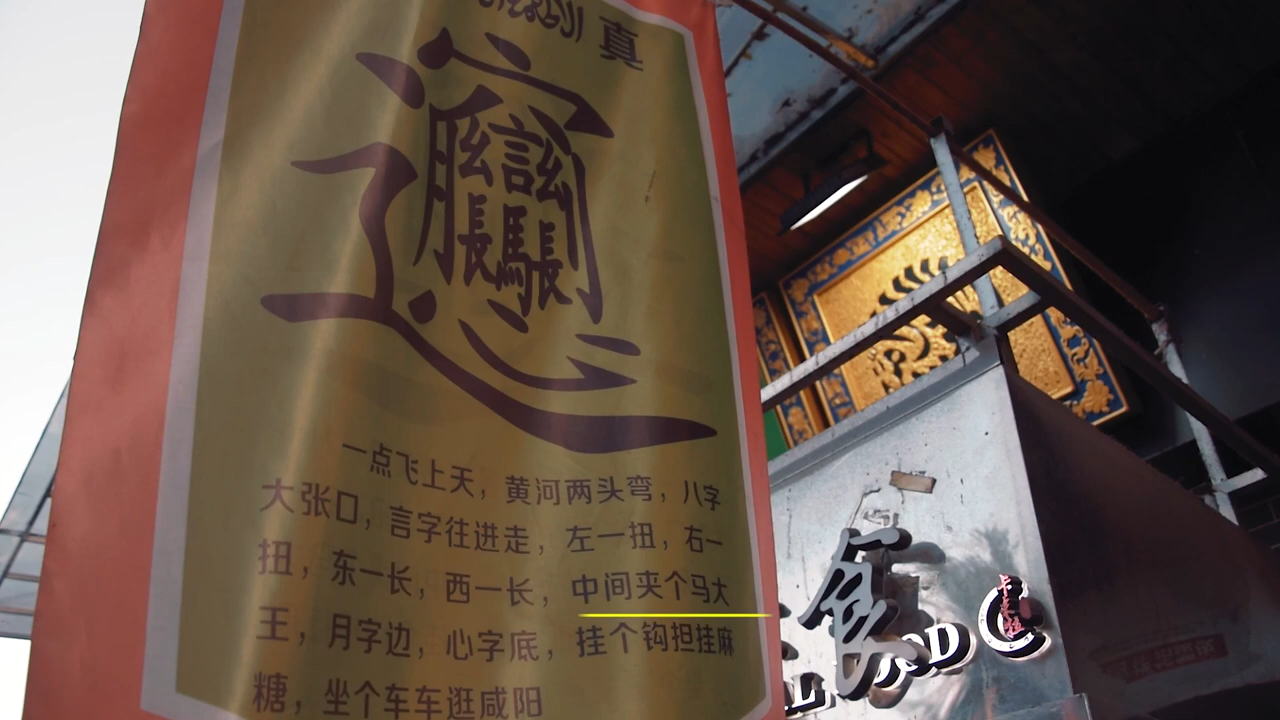 真
𰻝
一点飞上天，黄河两头弯，八字
大张口，言字往进走，左一扭，右一
扭，东一长，西一长，中间夹个马大
王，月字边，心字底，挂个钩担挂麻
糖，坐个车车逛咸阳
食
OOD